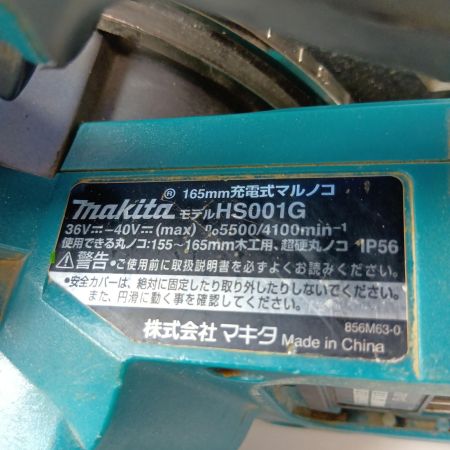 ® 165mm充電式マルノコ
makita モデルHS001G
36V⎓-40V⎓(max) n₀5500/4100min⁻¹
使用できる丸ノコ:155~165mm木工用、超硬丸ノコ IP56
⚠警告•ご使用前に取扱説明書を必ずよくお読みください。
•安全カバーは、絶対に固定したり取り外したりしないでください。
また、円滑に動く事を確認してください。
856M63-0
株式会社 マキタ Made in China